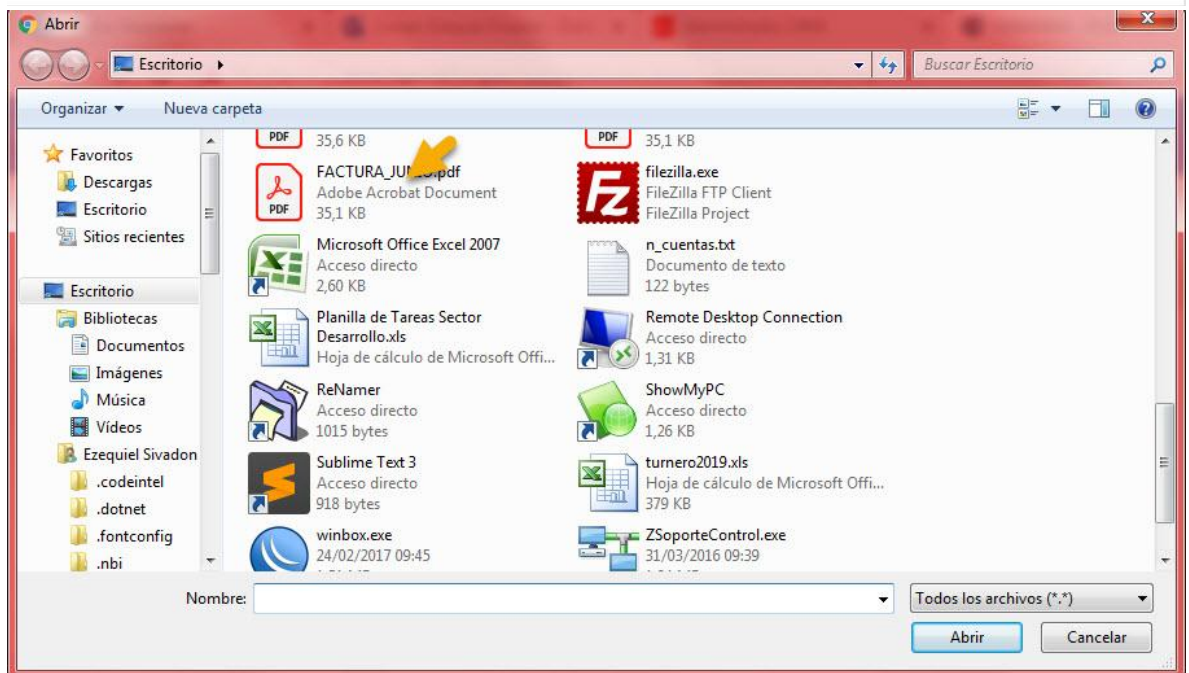 Abrir
Escritorio
Buscar Escritorio
Organizar
Nueva carpeta
Favoritos
Descargas
Escritorio
Sitios recientes
Escritorio
Bibliotecas
Documentos
Imágenes
Música
Vídeos
Ezequiel Sivadon
.codeintel
.dotnet
.fontconfig
.nbi
PDF
35,6 KB
PDF
35,1 KB
PDF
.pdf
Adobe Acrobat Document
35,1 KB
Fz
filezilla.exe
FileZilla FTP Client
FileZilla Project
Microsoft Office Excel 2007
Acceso directo
2,60 KB
n_cuentas.txt
Documento de texto
122 bytes
Planilla de Tareas Sector
Desarrollo.xls
Hoja de cálculo de Microsoft Offi...
Remote Desktop Connection
Acceso directo
1,31 KB
ReNamer
Acceso directo
1015 bytes
ShowMyPC
Acceso directo
1,26 KB
Sublime Text 3
Acceso directo
918 bytes
turnero2019.xls
Hoja de cálculo de Microsoft Offi...
379 KB
winbox.exe
24/02/2017 09:45
ZSoporteControl.exe
31/03/2016 09:39
Nombre:
Todos los archivos (*.*)
Abrir
Cancelar